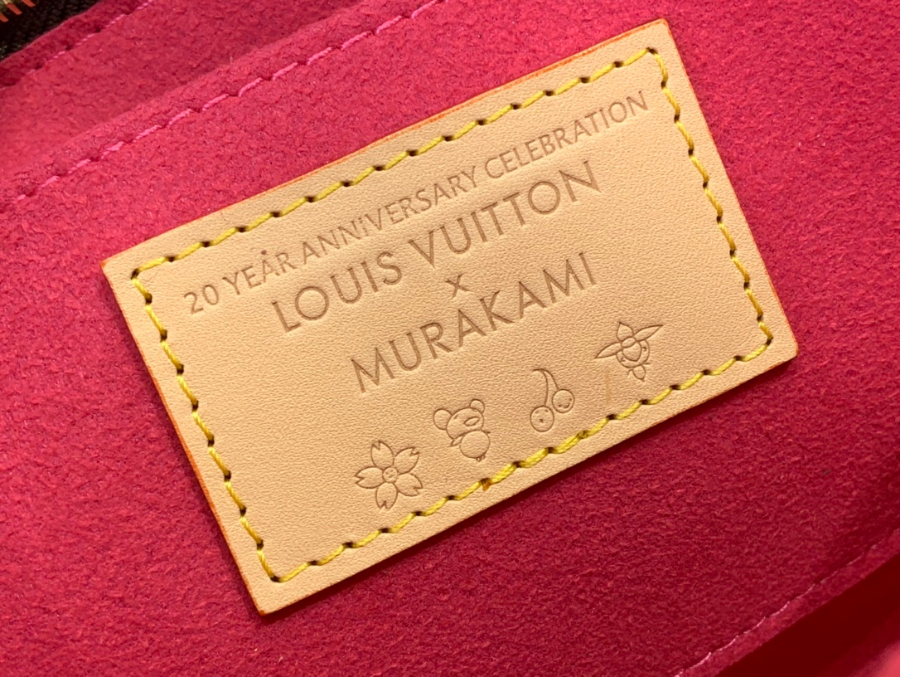 20 YEAR ANNIVERSARY CELEBRATION
LOUIS VUITTON
x
MURAKAMI